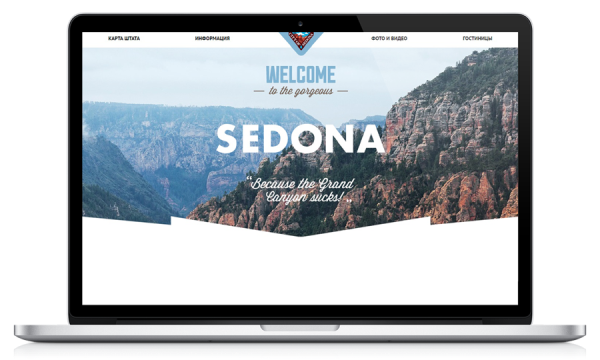 КАРТА ШТАТА
ИНФОРМАЦИЯ
ФОТО И ВИДЕО
ГОСТИНИЦЫ
WELCOME
— to the gorgeous —
SEDONA
“Because the Grand
Canyon sucks!”